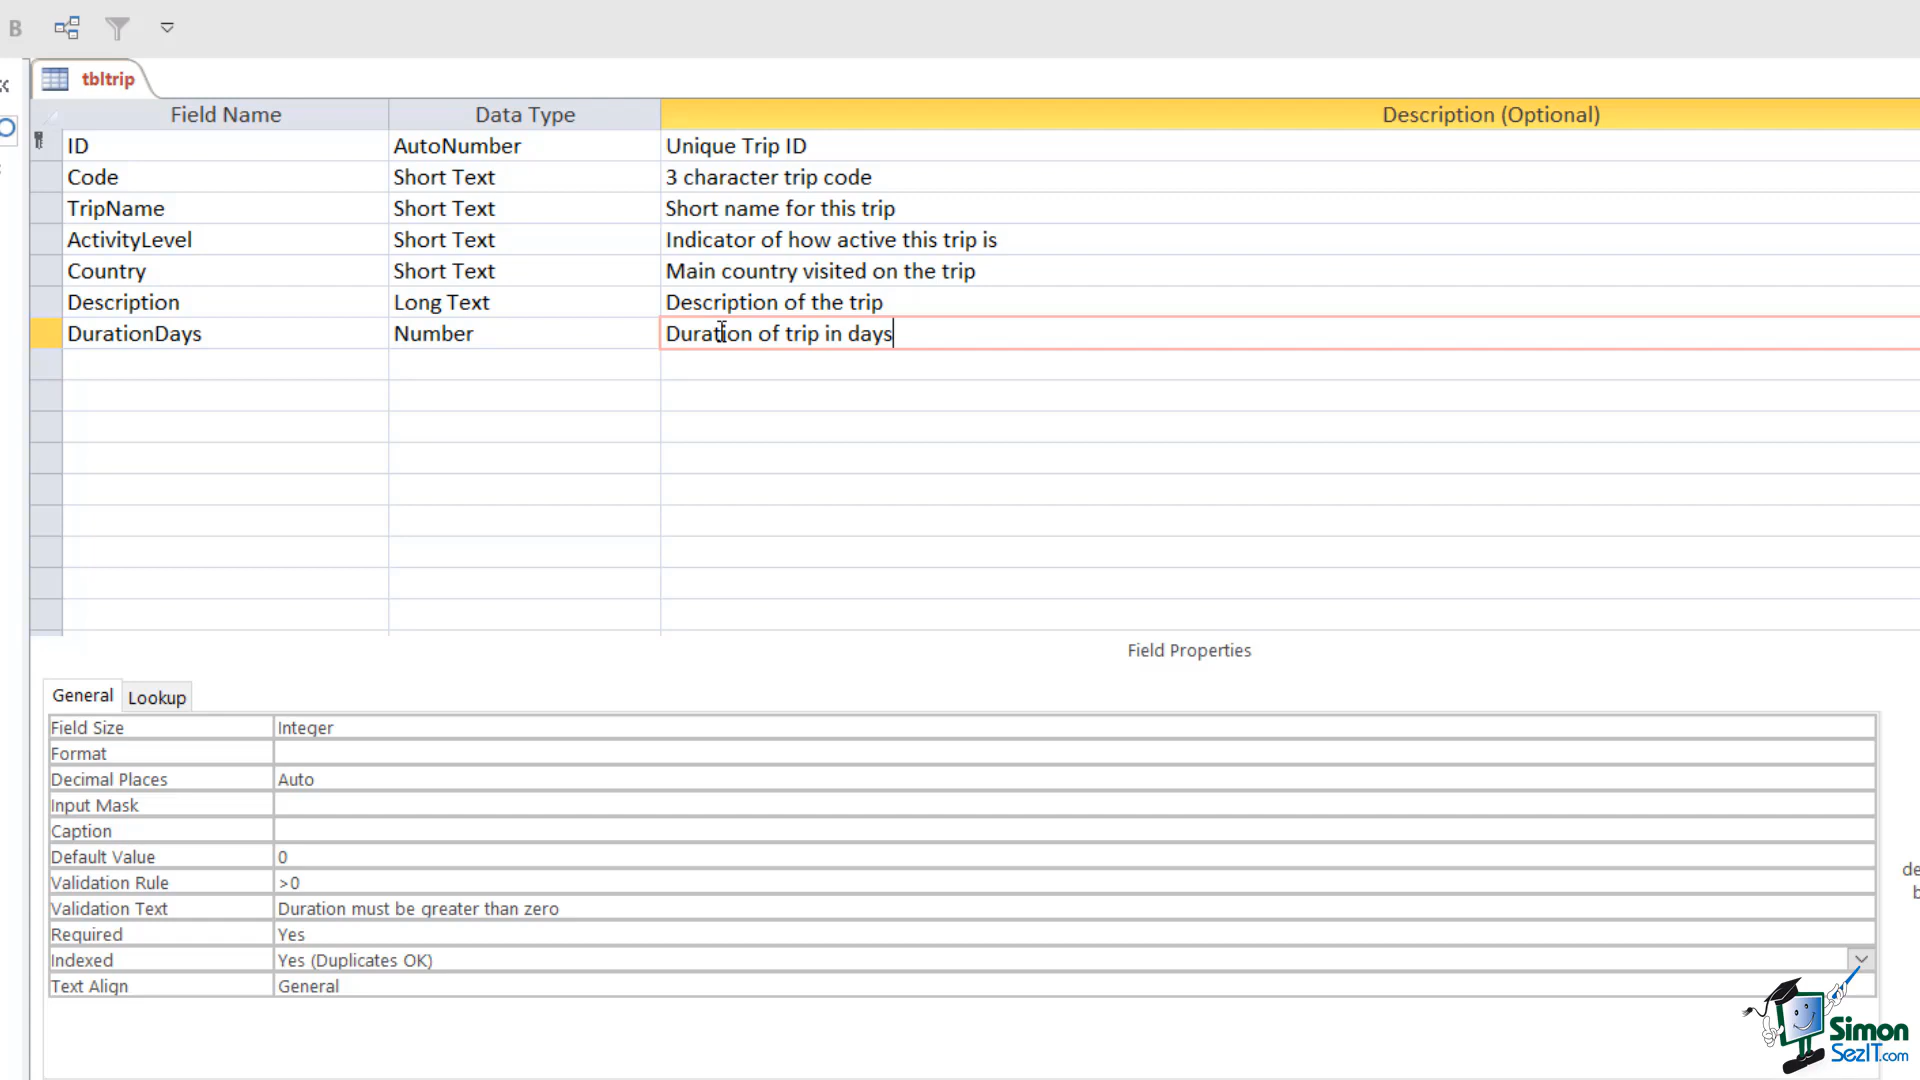 B
tbltrip
Field Name Data Type Description (Optional)
ID AutoNumber Unique Trip ID
Code Short Text 3 character trip code
TripName Short Text Short name for this trip
ActivityLevel Short Text Indicator of how active this trip is
Country Short Text Main country visited on the trip
Description Long Text Description of the trip
DurationDays Number Duration of trip in days
Field Properties
General Lookup
Field Size Integer
Format
Decimal Places Auto
Input Mask
Caption
Default Value 0
Validation Rule >0
Validation Text Duration must be greater than zero
Required Yes
Indexed Yes (Duplicates OK)
Text Align General
de
Simon
SezIT.com